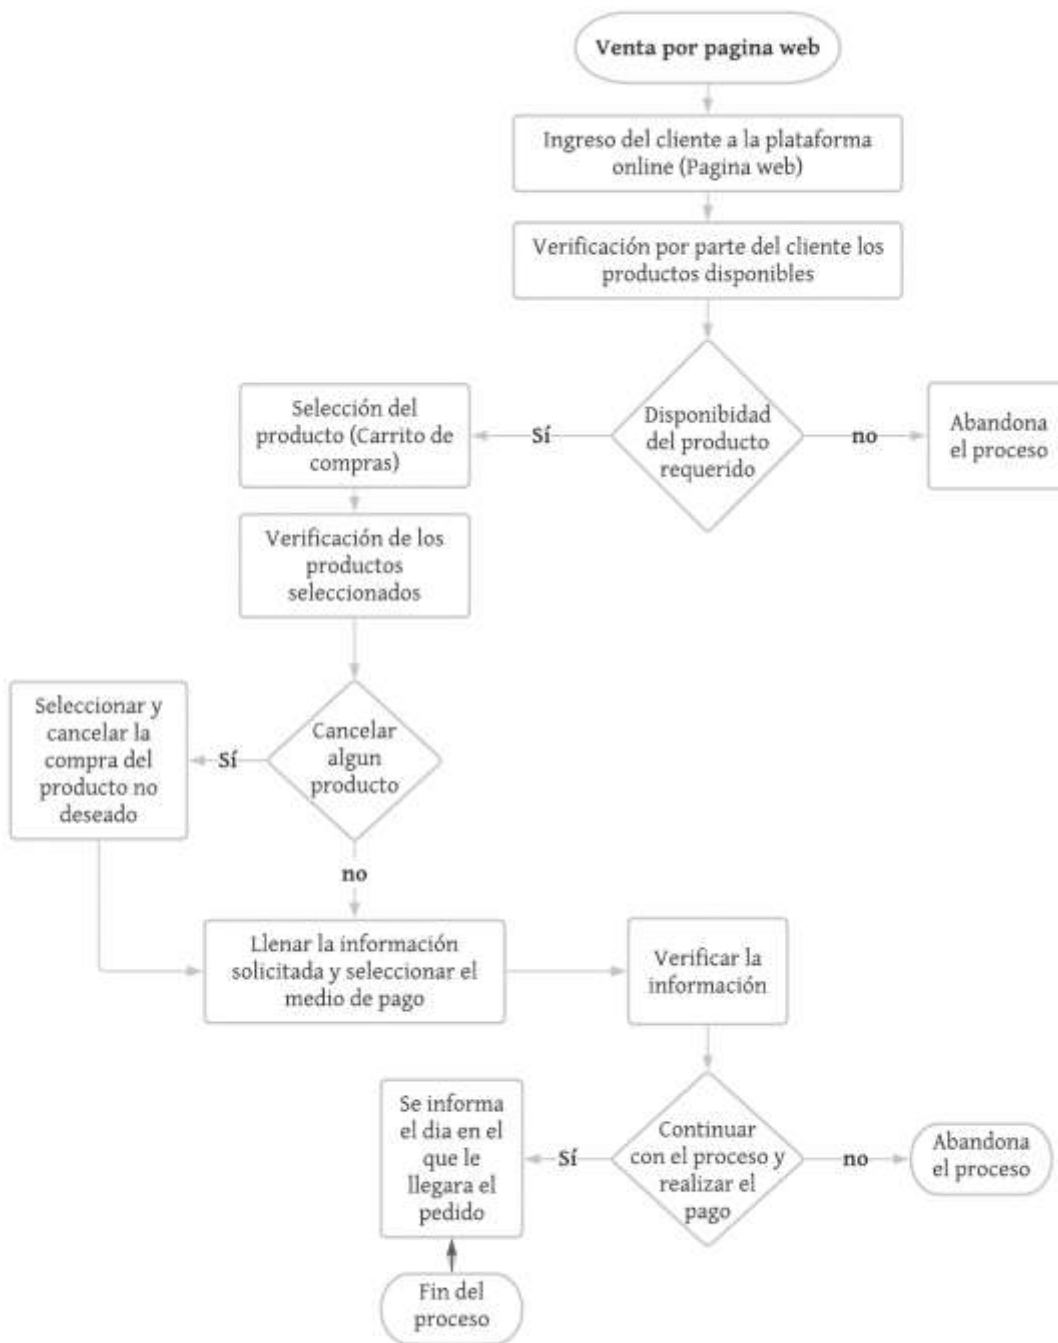 Venta por pagina web
Ingreso del cliente a la plataforma
online (Pagina web)
Verificación por parte del cliente los
productos disponibles
Disponibidad
del producto
requerido
Sí
no
Abandona
el proceso
Selección del
producto (Carrito de
compras)
Verificación de los
productos
seleccionados
Cancelar
algun
producto
Sí
Seleccionar y
cancelar la
compra del
producto no
deseado
no
Llenar la información
solicitada y seleccionar el
medio de pago
Verificar la
información
Continuar
con el proceso y
realizar el
pago
Sí
no
Abandona
el proceso
Se informa
el dia en el
que le
llegara el
pedido
Fin del
proceso